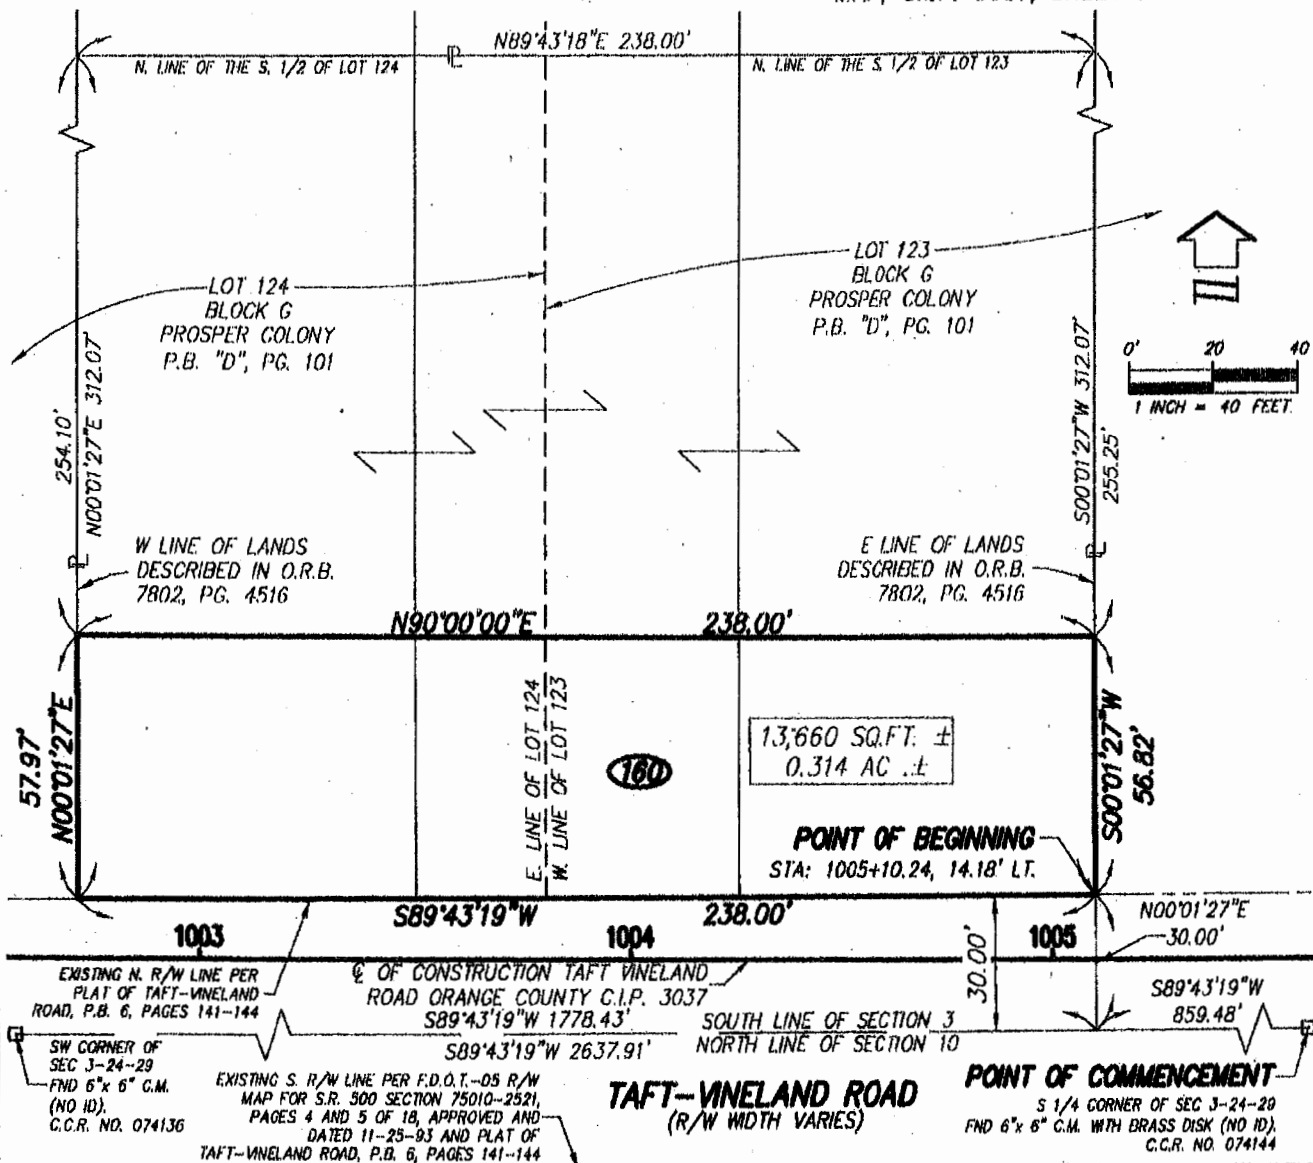 N89°43'18"E 238.00'
N. LINE OF THE S. 1/2 OF LOT 124
N. LINE OF THE S. 1/2 OF LOT 123
LOT 124
BLOCK G
PROSPER COLONY
P.B. "D", PG. 101
LOT 123
BLOCK G
PROSPER COLONY
P.B. "D", PG. 101
0' 20 40
1 INCH = 40 FEET.
254.10'
N00°01'27"E 312.07'
S00°01'27"W 312.07'
255.25'
W LINE OF LANDS
DESCRIBED IN O.R.B.
7802, PG. 4516
E LINE OF LANDS
DESCRIBED IN O.R.B.
7802, PG. 4516
N90°00'00"E 238.00'
57.97'
N00°01'27"E
E. LINE OF LOT 124
W. LINE OF LOT 123
160
13,660 SQ.FT. ±
0.314 AC .±
S00°01'27"W
56.82'
POINT OF BEGINNING
STA: 1005+10.24, 14.18' LT.
S89°43'19"W 238.00'
N00°01'27"E
30.00'
1003 1004 1005
30.00'
EXISTING N. R/W LINE PER
PLAT OF TAFT-VINELAND
ROAD, P.B. 6, PAGES 141-144
℄ OF CONSTRUCTION TAFT VINELAND
ROAD ORANGE COUNTY C.I.P. 3037
S89°43'19"W 1778.43'
S89°43'19"W 2637.91'
SOUTH LINE OF SECTION 3
NORTH LINE OF SECTION 10
S89°43'19"W
859.48'
SW CORNER OF
SEC 3-24-29
FND 6"x 6" C.M.
(NO ID).
C.C.R. NO. 074136
EXISTING S. R/W LINE PER F.D.O.T.-05 R/W
MAP FOR S.R. 500 SECTION 75010-2521,
PAGES 4 AND 5 OF 18, APPROVED AND
DATED 11-25-93 AND PLAT OF
TAFT-VINELAND ROAD, P.B. 6, PAGES 141-144
TAFT-VINELAND ROAD
(R/W WIDTH VARIES)
POINT OF COMMENCEMENT
S 1/4 CORNER OF SEC 3-24-29
FND 6"x 6" C.M. WITH BRASS DISK (NO ID).
C.C.R. NO. 074144